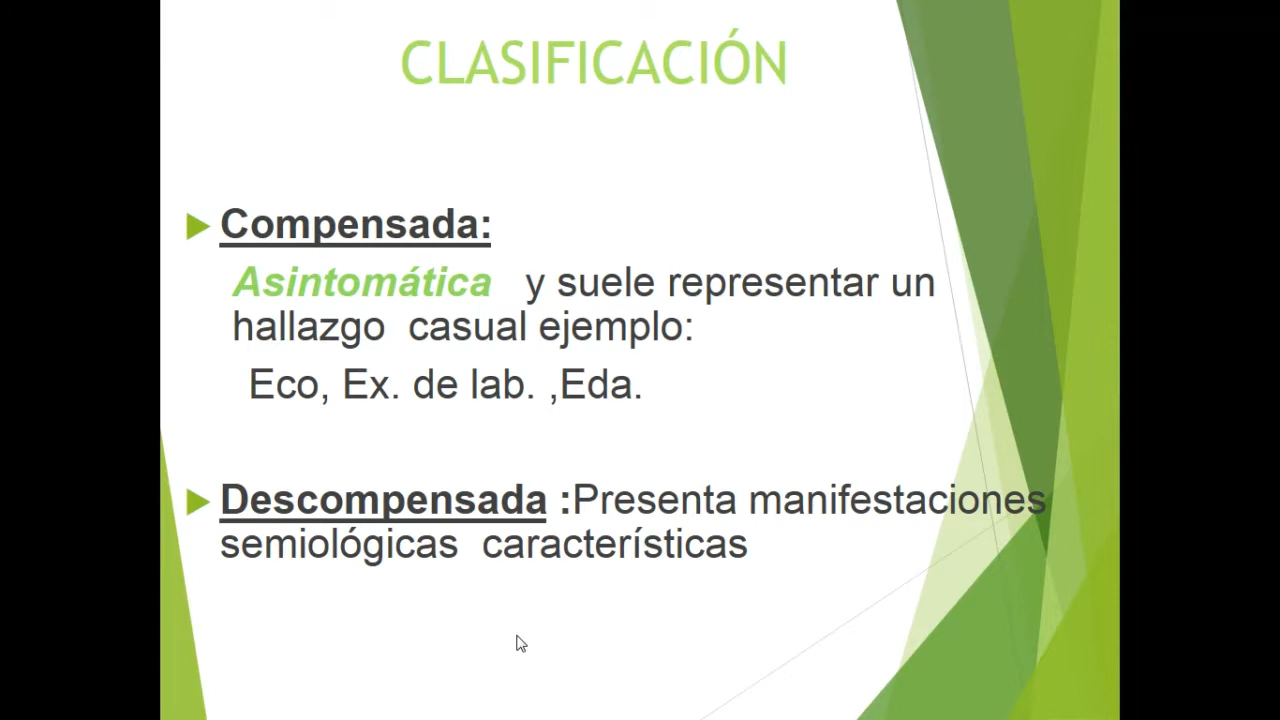 CLASIFICACIÓN
Compensada:
Asintomática y suele representar un
hallazgo casual ejemplo:
Eco, Ex. de lab. ,Eda.
Descompensada :Presenta manifestaciones
semiológicas características